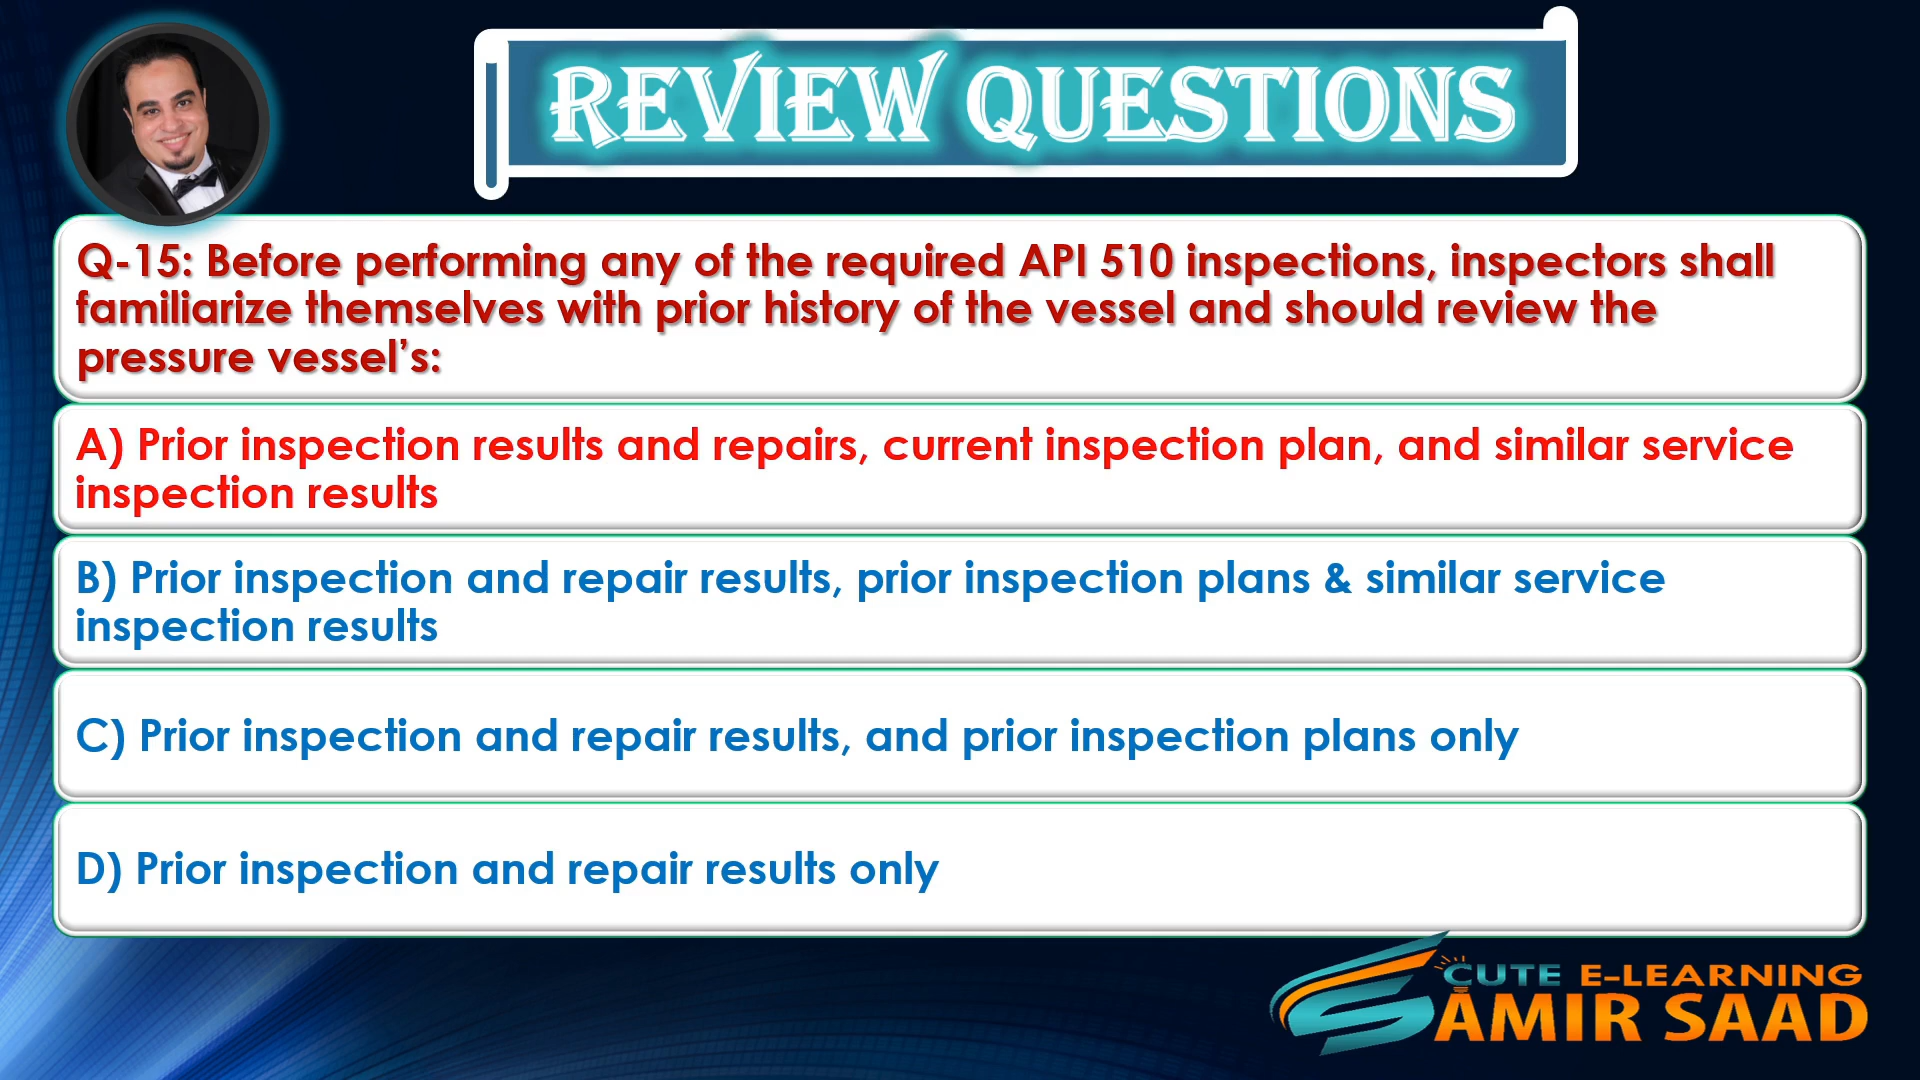 REVIEW QUESTIONS
Q-15: Before performing any of the required API 510 inspections, inspectors shall
familiarize themselves with prior history of the vessel and should review the
pressure vessel’s:
A) Prior inspection results and repairs, current inspection plan, and similar service
inspection results
B) Prior inspection and repair results, prior inspection plans & similar service
inspection results
C) Prior inspection and repair results, and prior inspection plans only
D) Prior inspection and repair results only
CUTE E-LEARNING
AMIR SAAD